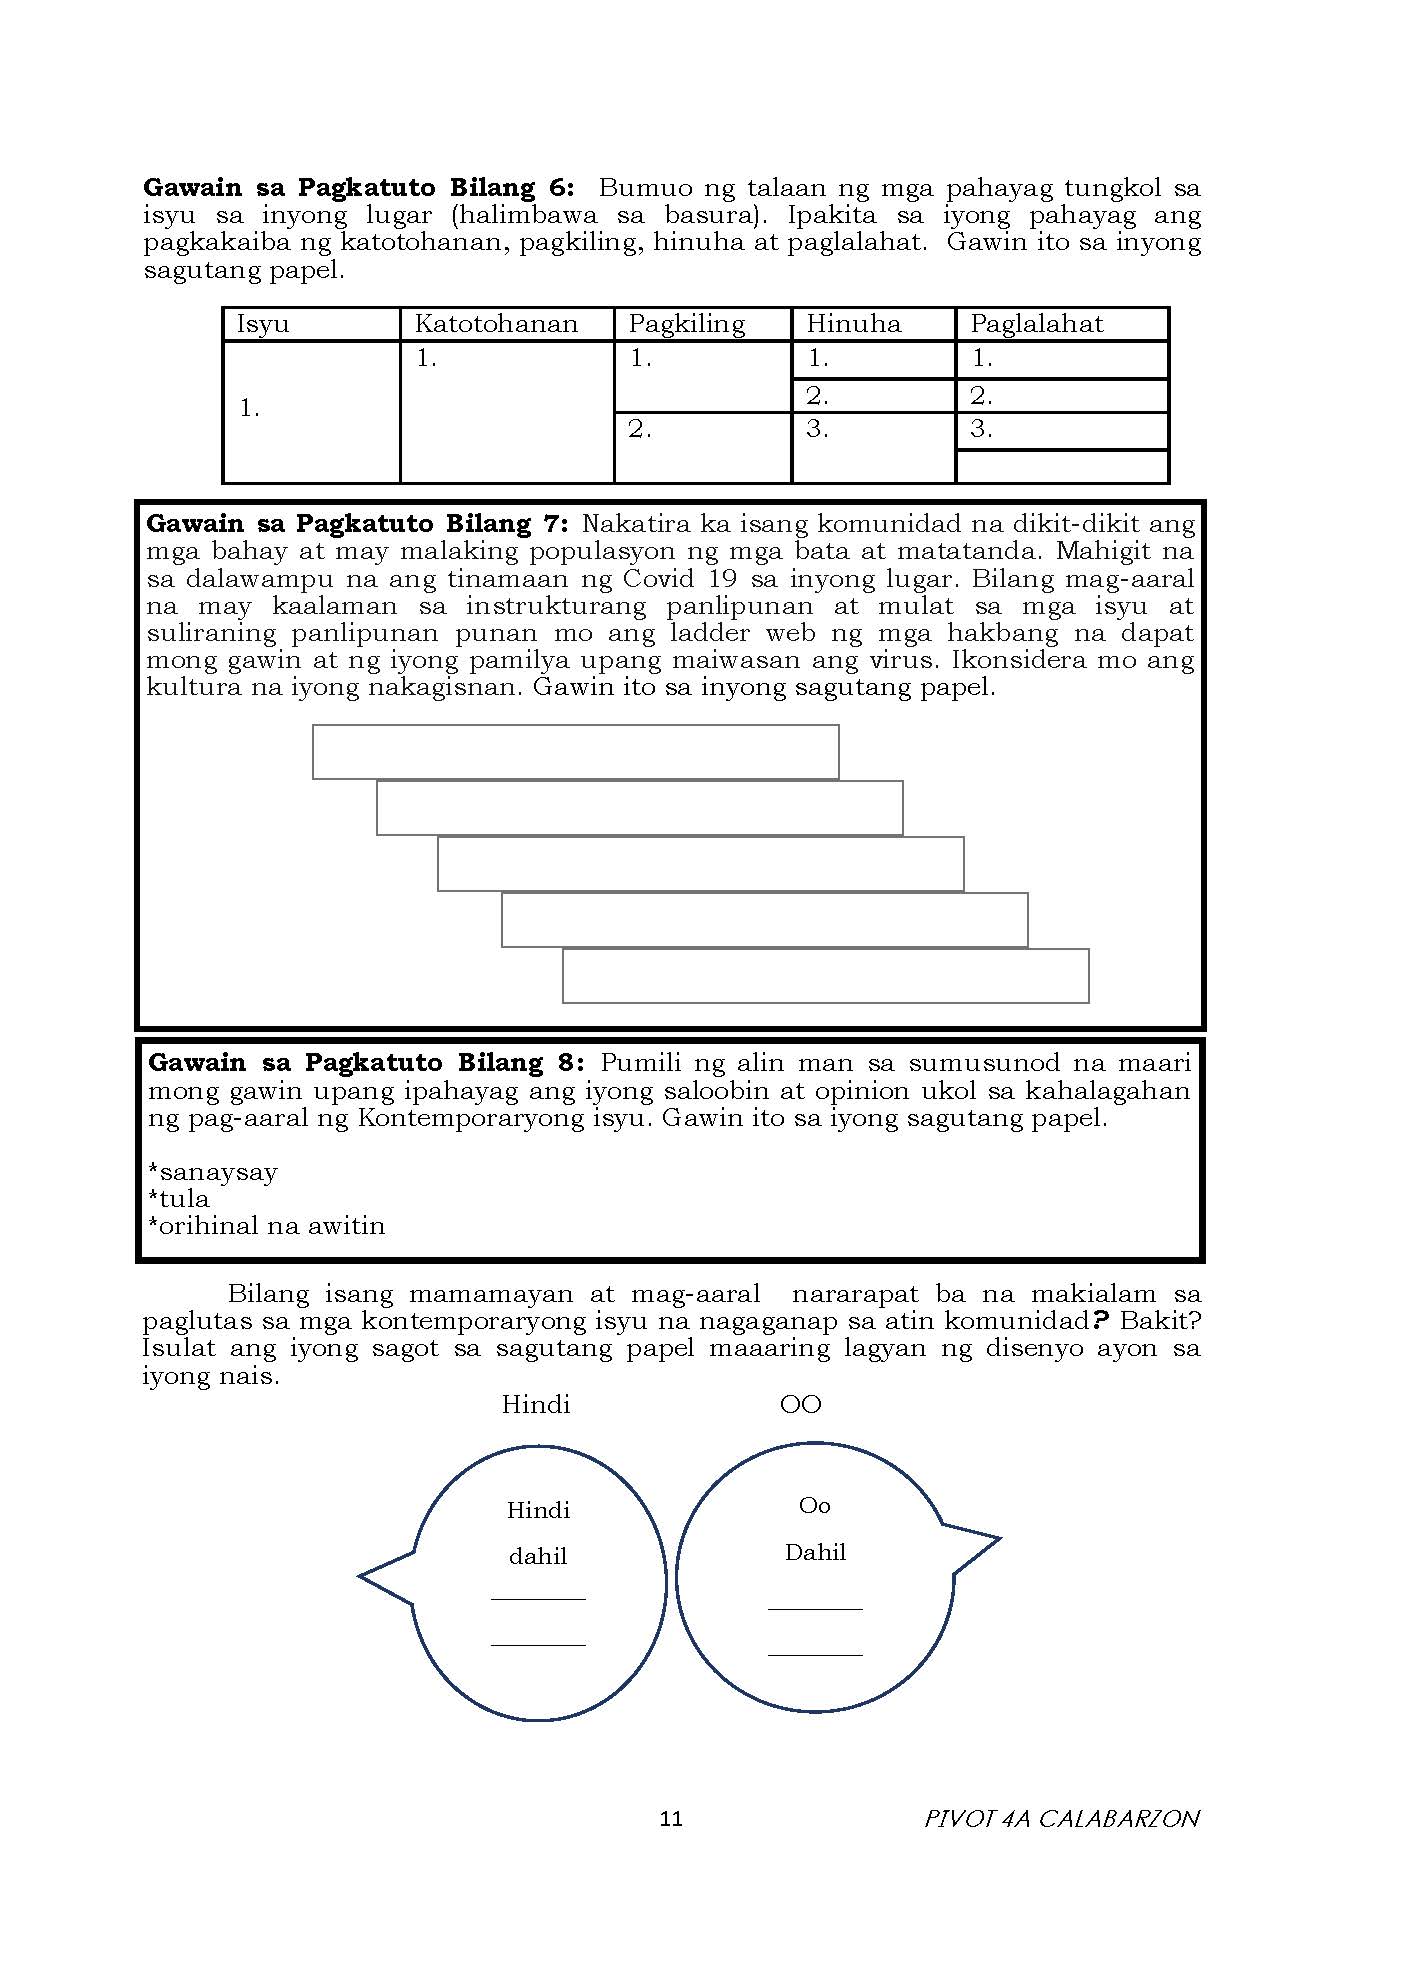 Gawain sa Pagkatuto Bilang 6: Bumuo ng talaan ng mga pahayag tungkol sa
isyu sa inyong lugar (halimbawa sa basura). Ipakita sa iyong pahayag ang
pagkakaiba ng katotohanan, pagkiling, hinuha at paglalahat. Gawin ito sa inyong
sagutang papel.
Isyu Katotohanan Pagkiling Hinuha Paglalahat
1. 1. 1. 1.
2. 2.
1.
2. 3. 3.
Gawain sa Pagkatuto Bilang 7: Nakatira ka isang komunidad na dikit-dikit ang
mga bahay at may malaking populasyon ng mga bata at matatanda. Mahigit na
sa dalawampu na ang tinamaan ng Covid 19 sa inyong lugar. Bilang mag-aaral
na may kaalaman sa instrukturang panlipunan at mulat sa mga isyu at
suliraning panlipunan punan mo ang ladder web ng mga hakbang na dapat
mong gawin at ng iyong pamilya upang maiwasan ang virus. Ikonsidera mo ang
kultura na iyong nakagisnan. Gawin ito sa inyong sagutang papel.
Gawain sa Pagkatuto Bilang 8: Pumili ng alin man sa sumusunod na maari
mong gawin upang ipahayag ang iyong saloobin at opinion ukol sa kahalagahan
ng pag-aaral ng Kontemporaryong isyu. Gawin ito sa iyong sagutang papel.
*sanaysay
*tula
*orihinal na awitin
Bilang isang mamamayan at mag-aaral nararapat ba na makialam sa
paglutas sa mga kontemporaryong isyu na nagaganap sa atin komunidad? Bakit?
Isulat ang iyong sagot sa sagutang papel maaaring lagyan ng disenyo ayon sa
iyong nais.
Hindi OO
Hindi
dahil
________
________
Oo
Dahil
________
________
11 PIVOT 4A CALABARZON